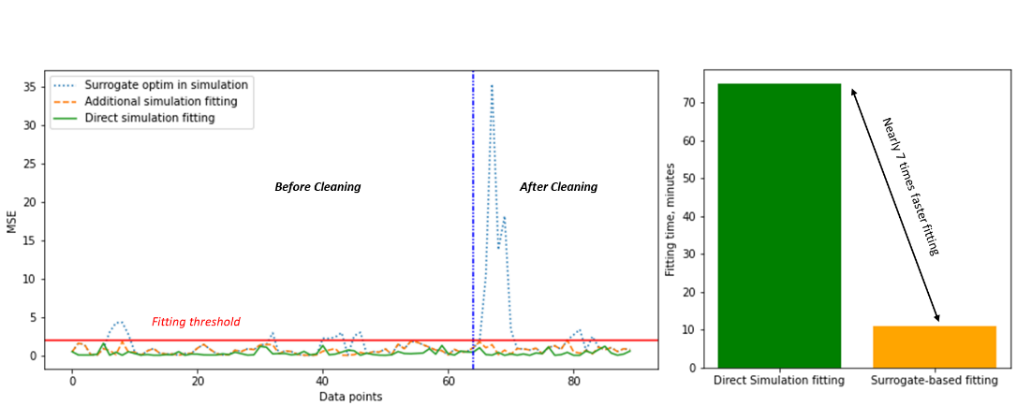 Surrogate optim in simulation
Additional simulation fitting
Direct simulation fitting
Before Cleaning
After Cleaning
Fitting threshold
MSE
35
30
25
20
15
10
5
0
0
20
40
60
80
Data points
Fitting time, minutes
70
60
50
40
30
20
10
0
Nearly 7 times faster fitting
Direct Simulation fitting
Surrogate-based fitting